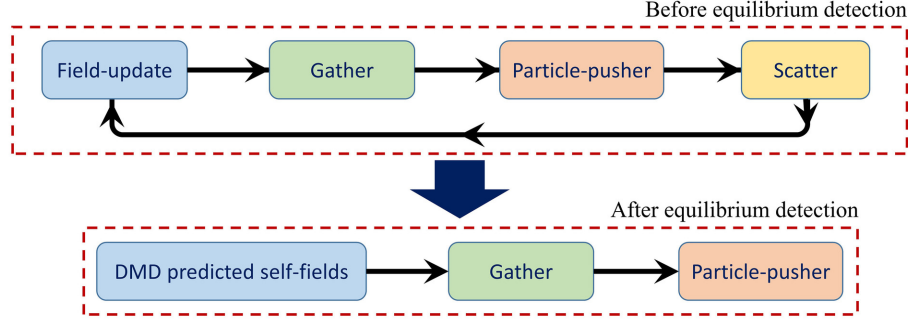 Before equilibrium detection
Field-update
Gather
Particle-pusher
Scatter
After equilibrium detection
DMD predicted self-fields
Gather
Particle-pusher